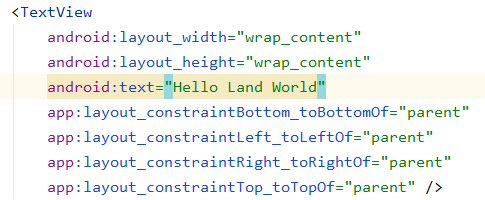 <TextView
android:layout_width="wrap_content"
android:layout_height="wrap_content"
android:text="Hello Land World"
app:layout_constraintBottom_toBottomOf="parent"
app:layout_constraintLeft_toLeftOf="parent"
app:layout_constraintRight_toRightOf="parent"
app:layout_constraintTop_toTopOf="parent" />